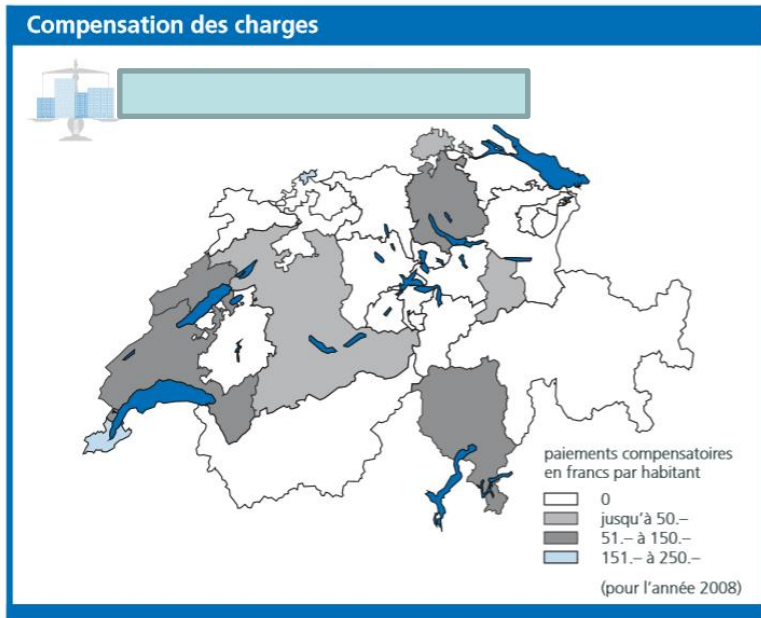 Compensation des charges
paiements compensatoires
en francs par habitant
0
jusqu'à 50.–
51.– à 150.–
151.– à 250.–
(pour l'année 2008)